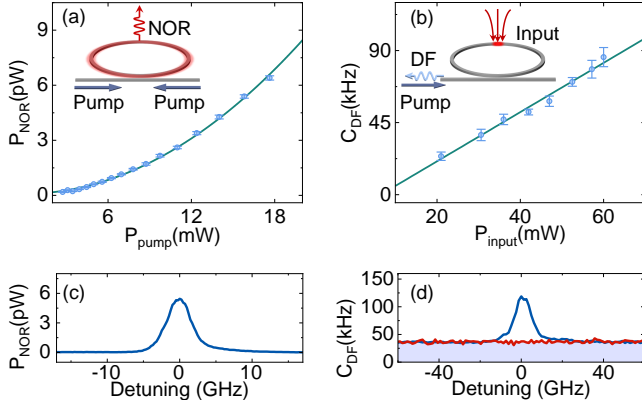 (a)
NOR
Pump
Pump
P_NOR(pW)
9
6
3
0
6
12
18
P_pump(mW)
(b)
Input
DF
Pump
C_DF(kHz)
90
45
0
20
40
60
P_input(mW)
(c)
P_NOR(pW)
6
3
0
-10
0
10
Detuning (GHz)
(d)
C_DF(kHz)
150
100
50
0
-40
0
40
Detuning (GHz)